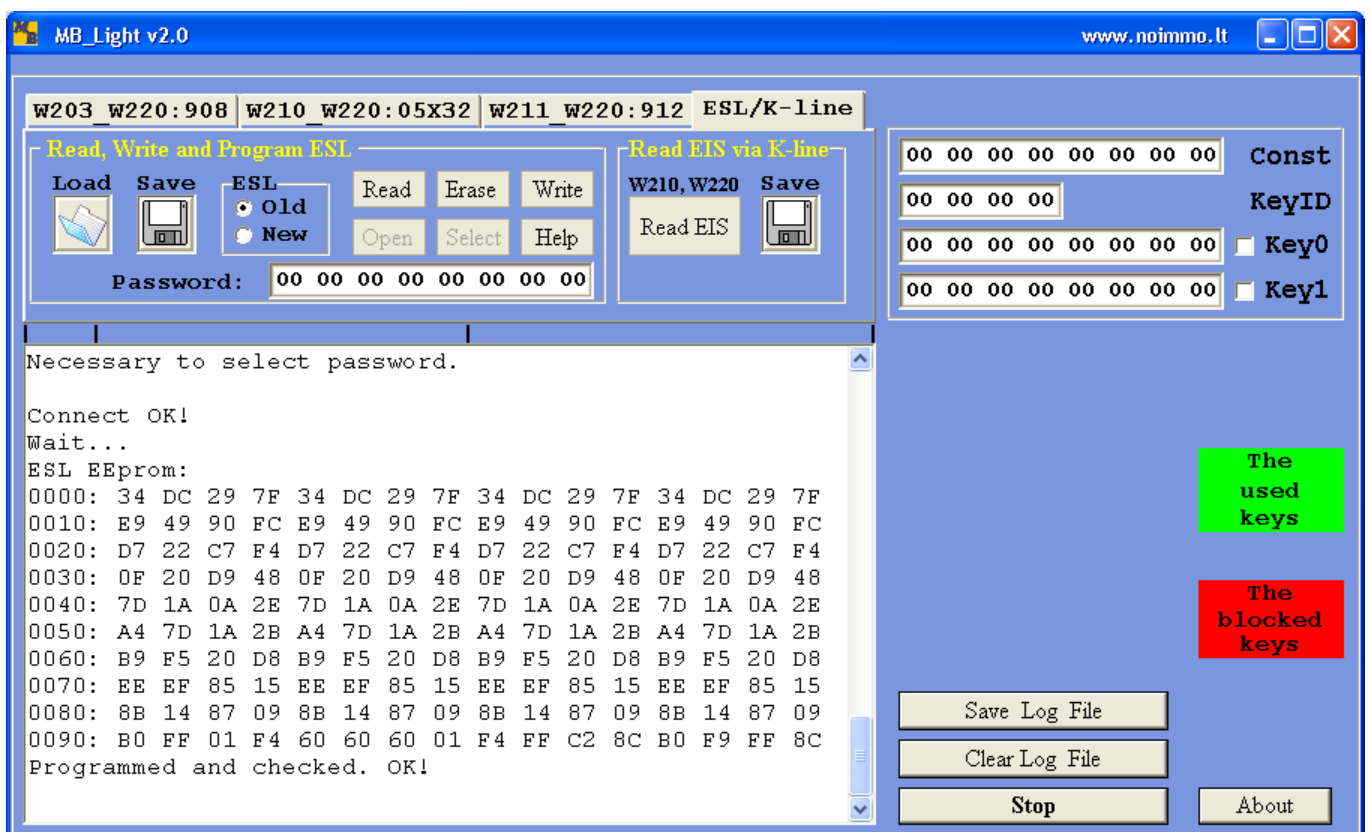 MB_Light v2.0 www.noimmo.lt
W203_W220:908 W210_W220:05X32 W211_W220:912 ESL/K-line
Read, Write and Program ESL
Load Save ESL
Old
New
Read Erase Write
Open Select Help
Password: 00 00 00 00 00 00 00 00
Read EIS via K-line
W210, W220 Save
Read EIS
00 00 00 00 00 00 00 00 Const
00 00 00 00 KeyID
00 00 00 00 00 00 00 00 Key0
00 00 00 00 00 00 00 00 Key1
Necessary to select password.
Connect OK!
Wait...
ESL EEprom:
0000: 34 DC 29 7F 34 DC 29 7F 34 DC 29 7F 34 DC 29 7F
0010: E9 49 90 FC E9 49 90 FC E9 49 90 FC E9 49 90 FC
0020: D7 22 C7 F4 D7 22 C7 F4 D7 22 C7 F4 D7 22 C7 F4
0030: 0F 20 D9 48 0F 20 D9 48 0F 20 D9 48 0F 20 D9 48
0040: 7D 1A 0A 2E 7D 1A 0A 2E 7D 1A 0A 2E 7D 1A 0A 2E
0050: A4 7D 1A 2B A4 7D 1A 2B A4 7D 1A 2B A4 7D 1A 2B
0060: B9 F5 20 D8 B9 F5 20 D8 B9 F5 20 D8 B9 F5 20 D8
0070: EE EF 85 15 EE EF 85 15 EE EF 85 15 EE EF 85 15
0080: 8B 14 87 09 8B 14 87 09 8B 14 87 09 8B 14 87 09
0090: B0 FF 01 F4 60 60 60 01 F4 FF C2 8C B0 F9 FF 8C
Programmed and checked. OK!
The
used
keys
The
blocked
keys
Save Log File
Clear Log File
Stop
About